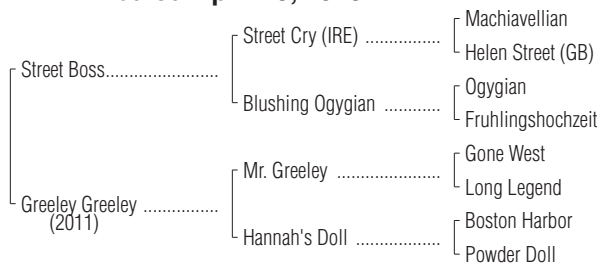 Machiavellian
Street Cry (IRE) ................
Helen Street (GB)
Street Boss........................
Ogygian
Blushing Ogygian ............
Fruhlingshochzeit
Gone West
Mr. Greeley ......................
Long Legend
Greeley Greeley ................
(2011)
Boston Harbor
Hannah's Doll ..................
Powder Doll